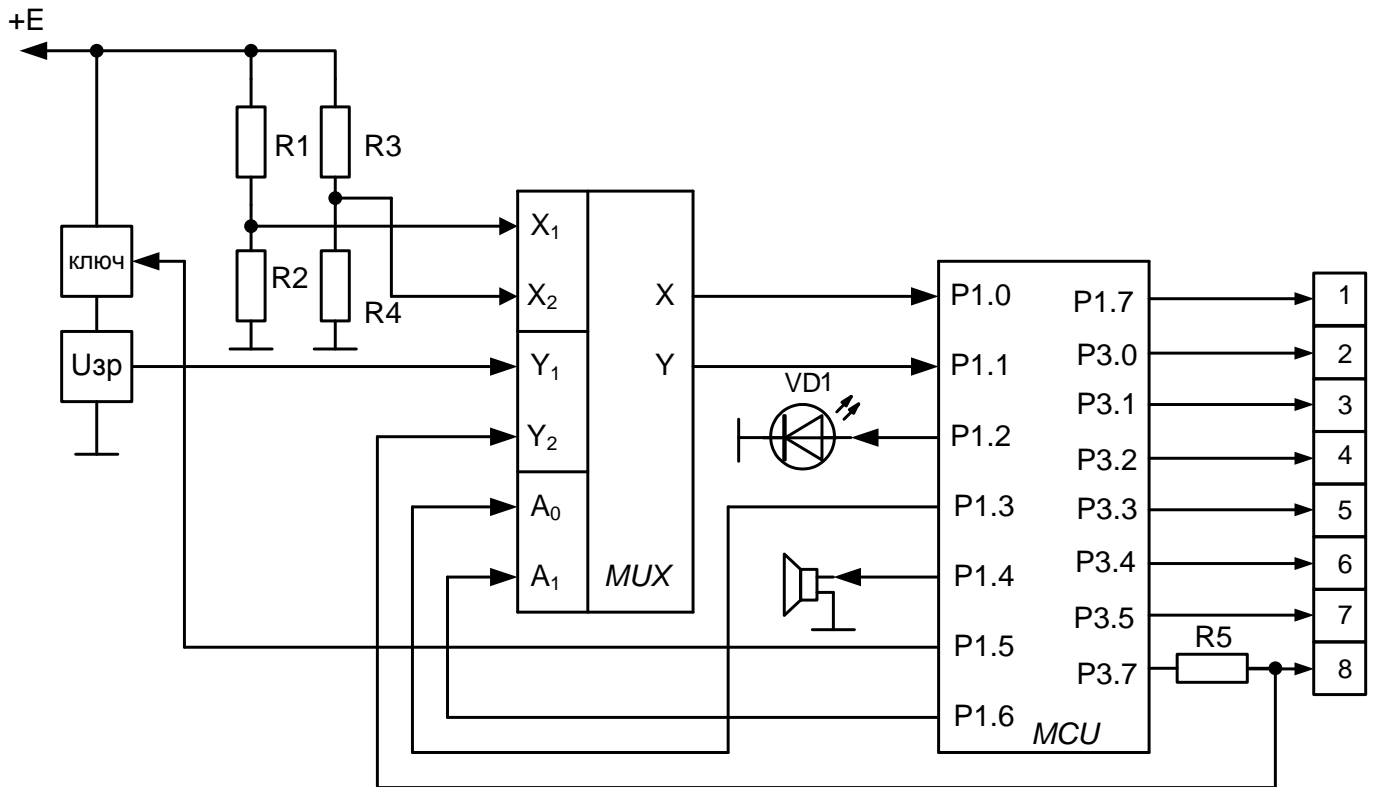 +E
R1
R3
R2
R4
ключ
Uзр
X₁
X₂
X
Y₁
Y
Y₂
A₀
A₁
MUX
VD1
P1.0
P1.1
P1.2
P1.3
P1.4
P1.5
P1.6
P1.7
P3.0
P3.1
P3.2
P3.3
P3.4
P3.5
P3.7
MCU
R5
1
2
3
4
5
6
7
8